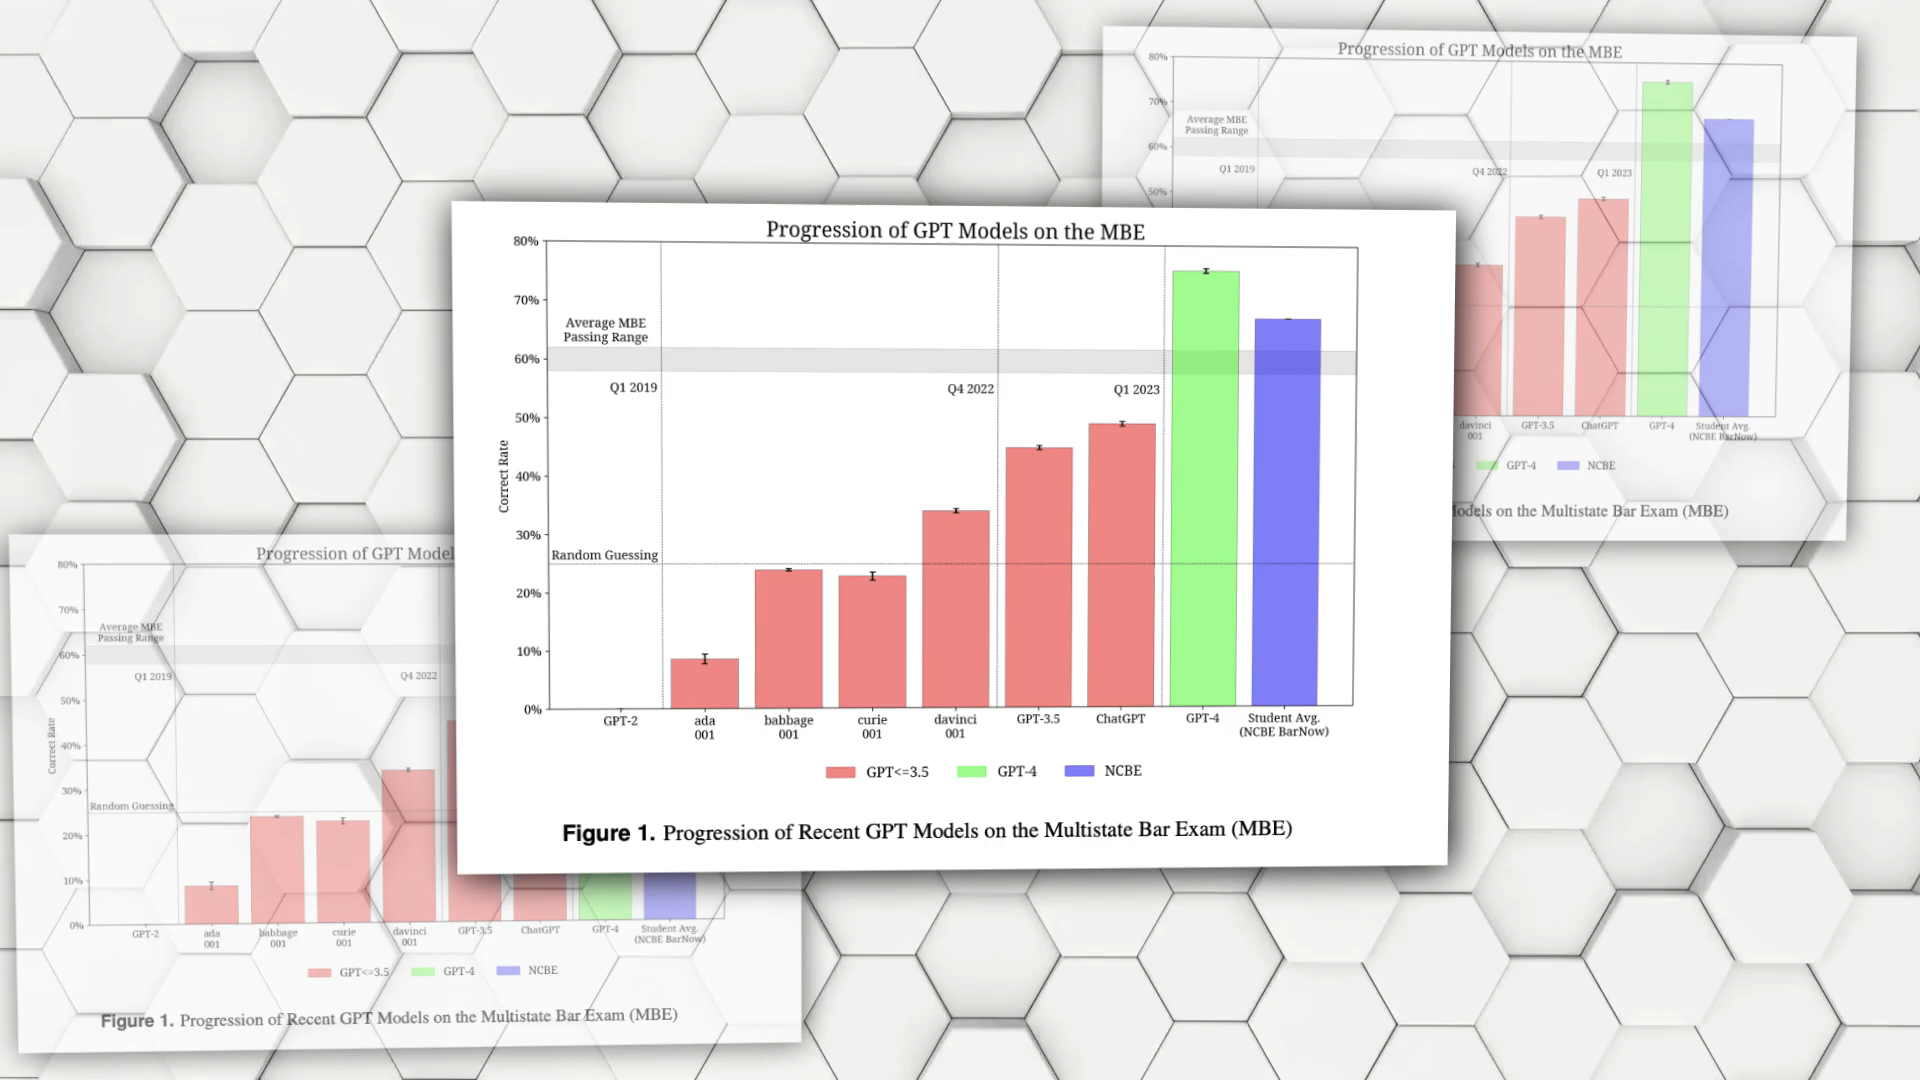 Progression of GPT Models on the MBE
80%
70%
Average MBE
Passing Range
60%
Q1 2019
Q4 2022
Q1 2023
50%
Progression of GPT Models on the MBE
80%
70%
Average MBE
Passing Range
60%
Q1 2019
Q4 2022
Q1 2023
50%
40%
30%
Random Guessing
20%
10%
0%
Correct Rate
GPT-2
ada
001
babbage
001
curie
001
davinci
001
GPT-3.5
ChatGPT
GPT-4
Student Avg.
(NCBE BarNow)
GPT<=3.5
GPT-4
NCBE
Figure 1. Progression of Recent GPT Models on the Multistate Bar Exam (MBE)
davinci
001
GPT-3.5
ChatGPT
GPT-4
Student Avg.
(NCBE BarNow)
GPT-4
NCBE
on the Multistate Bar Exam (MBE)
Progression of GPT
80%
70%
Average MBE
Passing Range
60%
Q1 2019
Q4 2022
50%
40%
30%
Random Guessing
20%
10%
0%
Correct Rate
GPT-2
ada
001
babbage
001
curie
001
davinci
001
GPT-3.5
ChatGPT
GPT-4
Student Avg.
(NCBE BarNow)
GPT<=3.5
GPT-4
NCBE
Figure 1. Progression of Recent GPT Models on the Multistate Bar Exam (MBE)